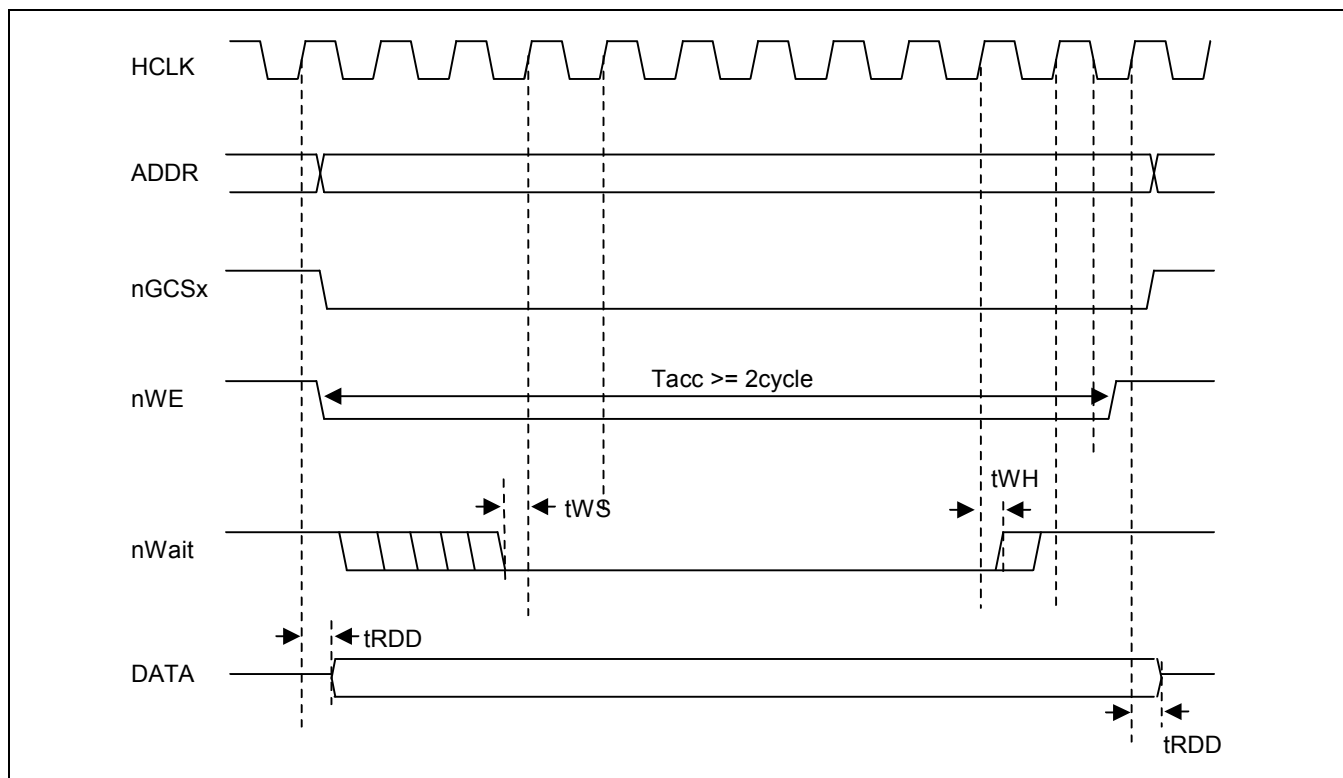 HCLK
ADDR
nGCSx
Tacc >= 2cycle
nWE
tWH
tWS
nWait
tRDD
DATA
tRDD